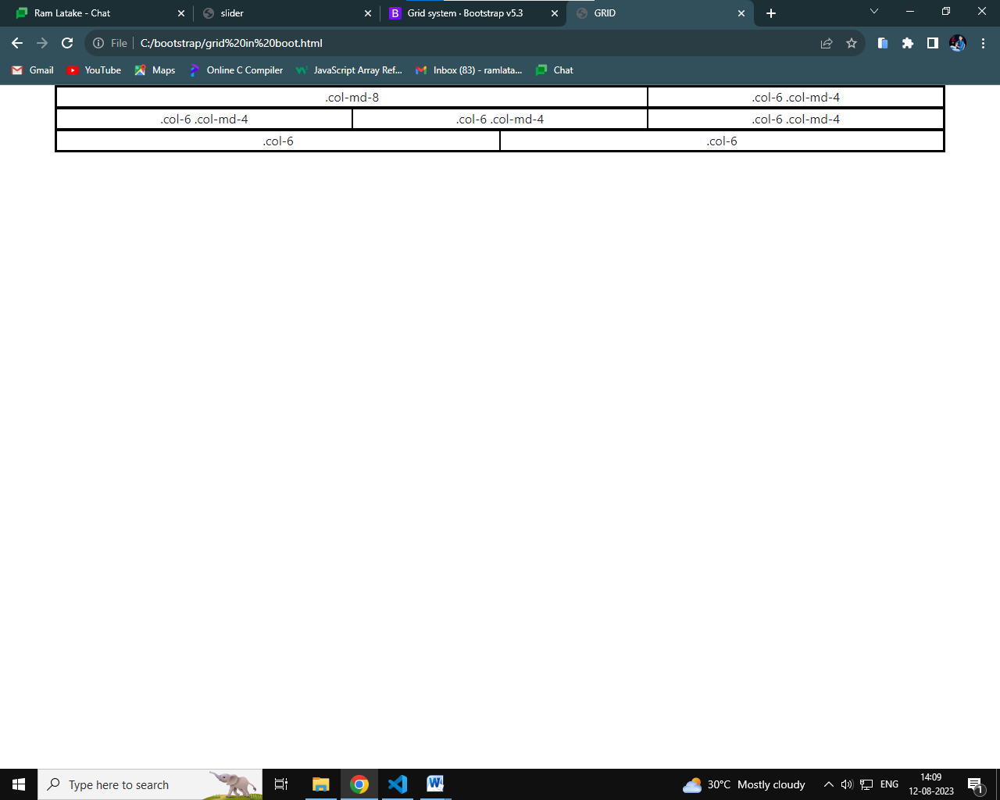 Ram Latake - Chat
slider
Grid system · Bootstrap v5.3
GRID
File
C:/bootstrap/grid%20in%20boot.html
Gmail
YouTube
Maps
Online C Compiler
JavaScript Array Ref...
Inbox (83) - ramlata...
Chat
.col-md-8
.col-6 .col-md-4
.col-6 .col-md-4
.col-6 .col-md-4
.col-6 .col-md-4
.col-6
.col-6
Type here to search
30°C Mostly cloudy
ENG
14:09
12-08-2023
1